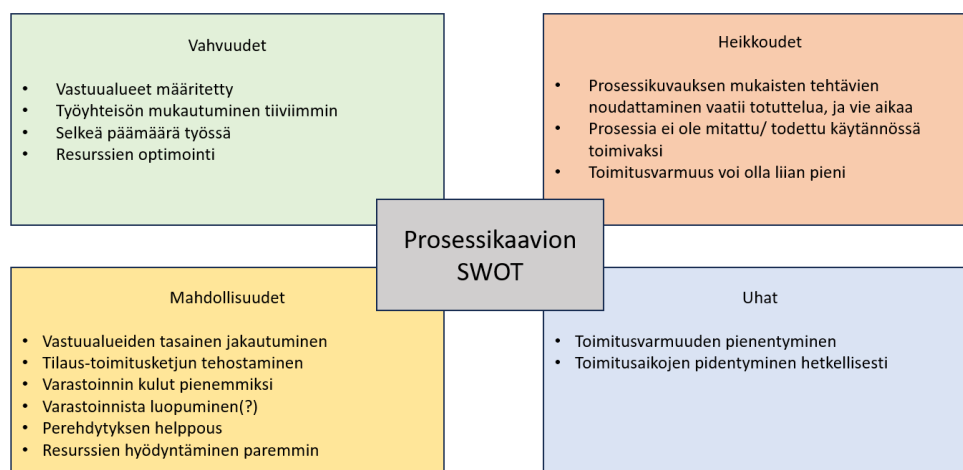 Vahvuudet
• Vastuualueet määritetty
• Työyhteisön mukautuminen tiiviimmin
• Selkeä päämäärä työssä
• Resurssien optimointi
Heikkoudet
• Prosessikuvauksen mukaisten tehtävien
noudattaminen vaatii totuttelua, ja vie aikaa
• Prosessia ei ole mitattu/ todettu käytännössä
toimivaksi
• Toimitusvarmuus voi olla liian pieni
Prosessikaavion
SWOT
Mahdollisuudet
• Vastuualueiden tasainen jakautuminen
• Tilaus-toimitusketjun tehostaminen
• Varastoinnin kulut pienemmiksi
• Varastoinnista luopuminen(?)
• Perehdytyksen helppous
• Resurssien hyödyntäminen paremmin
Uhat
• Toimitusvarmuuden pienentyminen
• Toimitusaikojen pidentyminen hetkellisesti